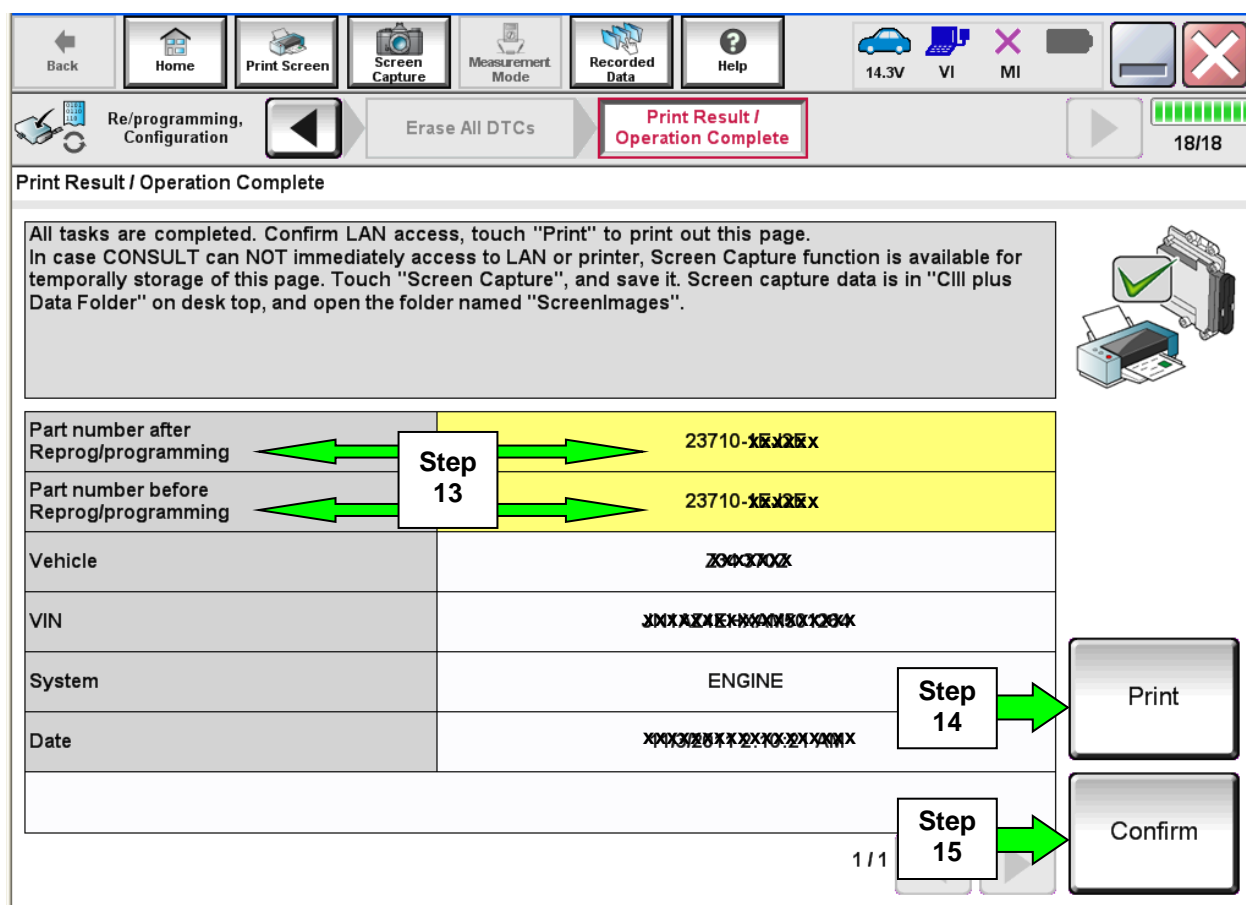 Back
Home
Print Screen
Screen
Capture
Measurement
Mode
Recorded
Data
Help
14.3V
VI
MI
Re/programming,
Configuration
Erase All DTCs
Print Result /
Operation Complete
18/18
Print Result / Operation Complete
All tasks are completed. Confirm LAN access, touch "Print" to print out this page.
In case CONSULT can NOT immediately access to LAN or printer, Screen Capture function is available for
temporally storage of this page. Touch "Screen Capture", and save it. Screen capture data is in "CIII plus
Data Folder" on desk top, and open the folder named "ScreenImages".
Part number after
Reprog/programming
23710-
Step
13
Part number before
Reprog/programming
23710-
Vehicle
VIN
System
ENGINE
Step
14
Print
Date
Step
15
Confirm
1 / 1